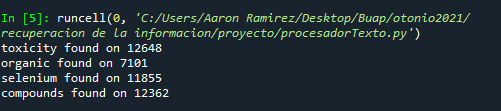 In [5]: runcell(0, 'C:/Users/Aaron Ramirez/Desktop/Buap/otonio2021/
recuperacion de la informacion/proyecto/procesadorTexto.py')
toxicity found on 12648
organic found on 7101
selenium found on 11855
compounds found on 12362